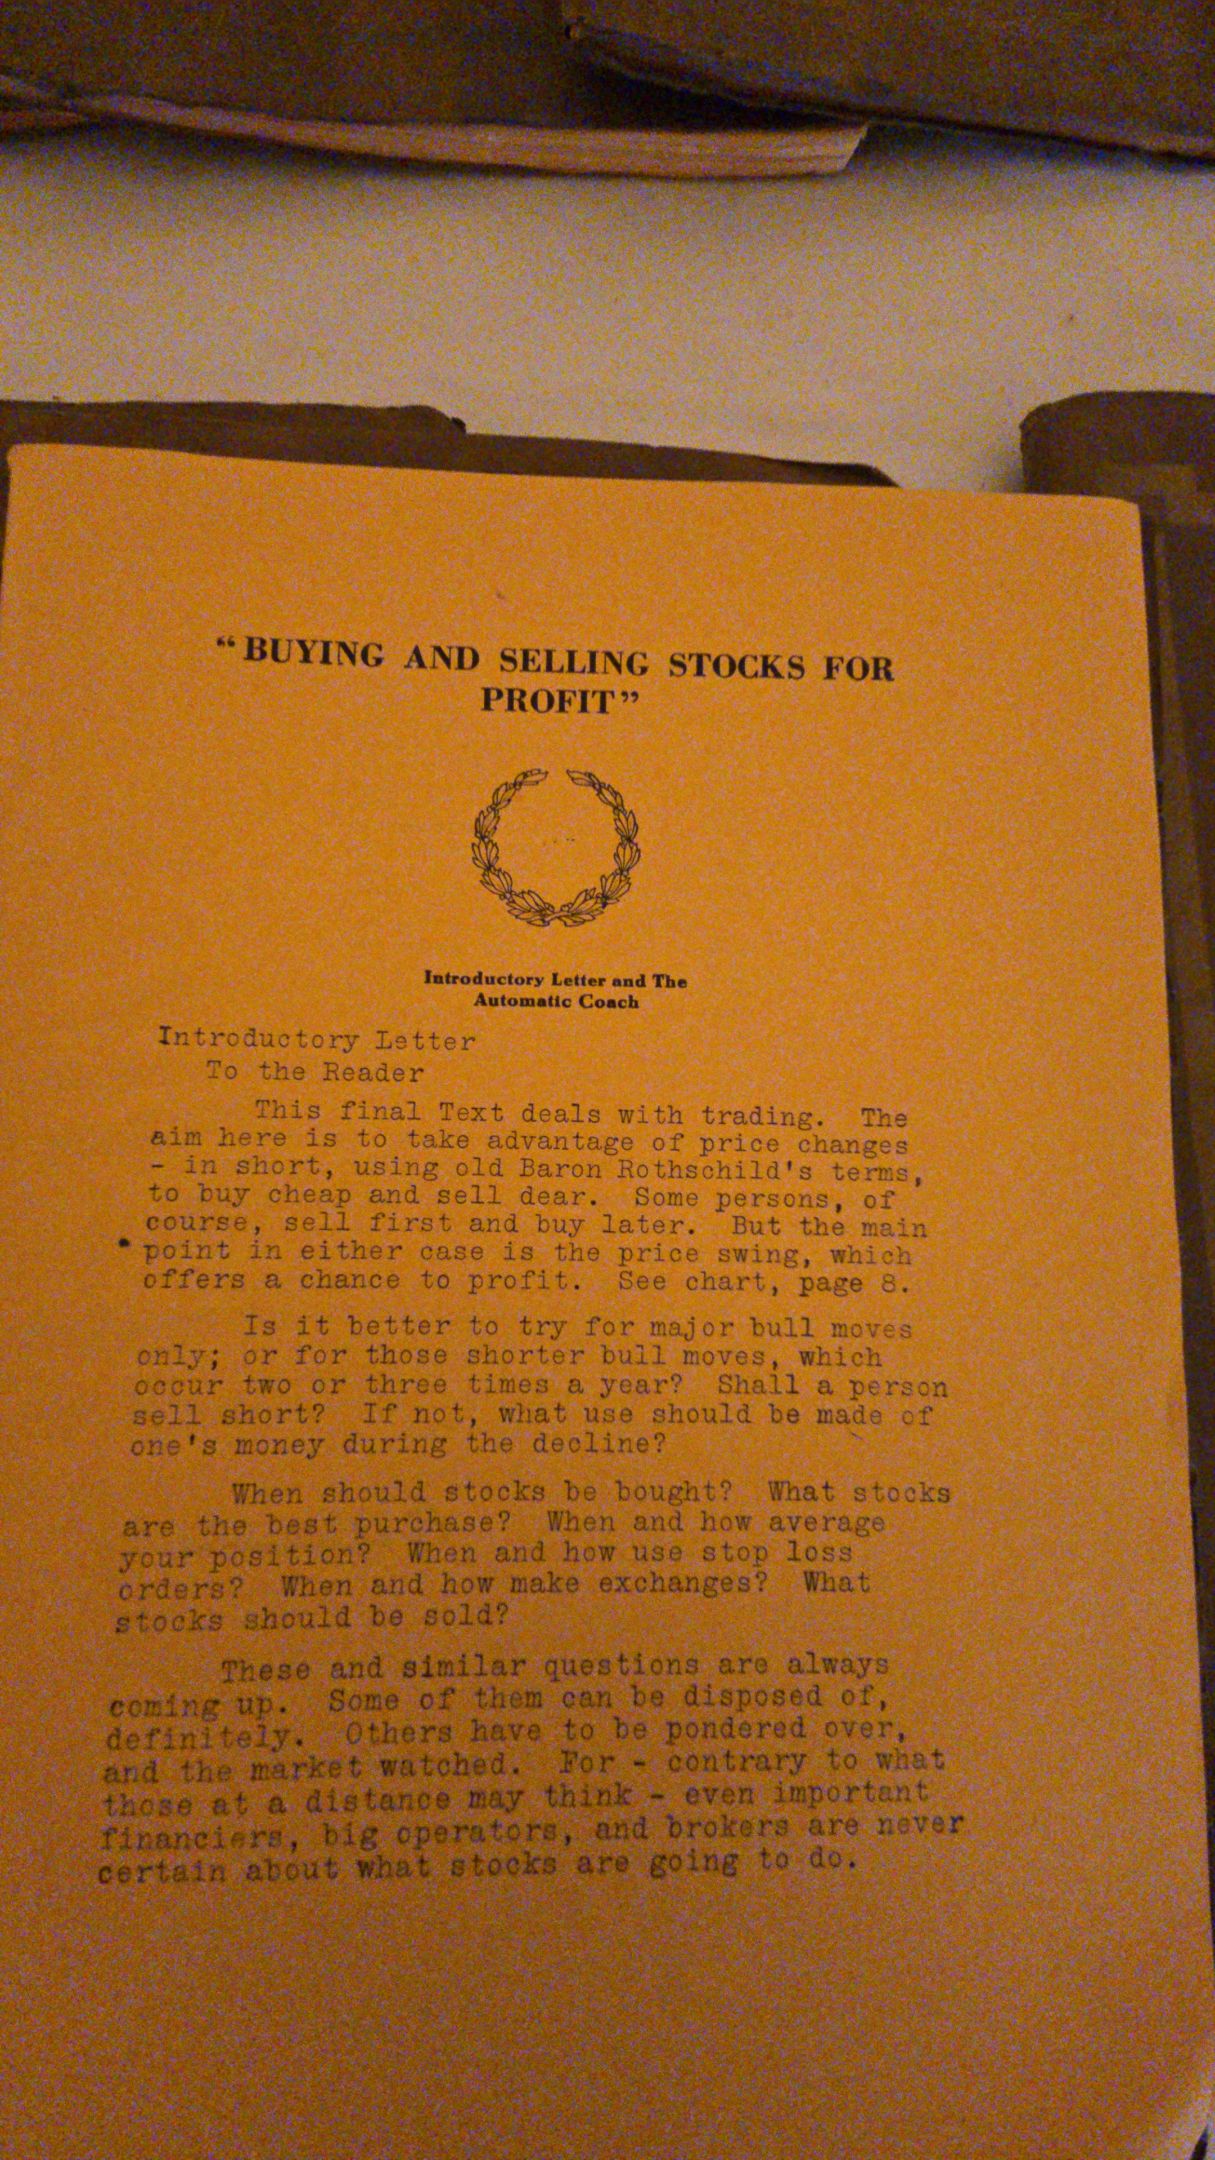 “BUYING AND SELLING STOCKS FOR
PROFIT”
Introductory Letter and The
Automatic Coach
Introductory Letter
To the Reader
This final Text deals with trading. The
aim here is to take advantage of price changes
- in short, using old Baron Rothschild's terms,
to buy cheap and sell dear. Some persons, of
course, sell first and buy later. But the main
point in either case is the price swing, which
offers a chance to profit. See chart, page 8.
Is it better to try for major bull moves
only; or for those shorter bull moves, which
occur two or three times a year? Shall a person
sell short? If not, what use should be made of
one's money during the decline?
When should stocks be bought? What stocks
are the best purchase? When and how average
your position? When and how use stop loss
orders? When and how make exchanges? What
stocks should be sold?
These and similar questions are always
coming up. Some of them can be disposed of,
definitely. Others have to be pondered over,
and the market watched. For - contrary to what
those at a distance may think - even important
financiers, big operators, and brokers are never
certain about what stocks are going to do.